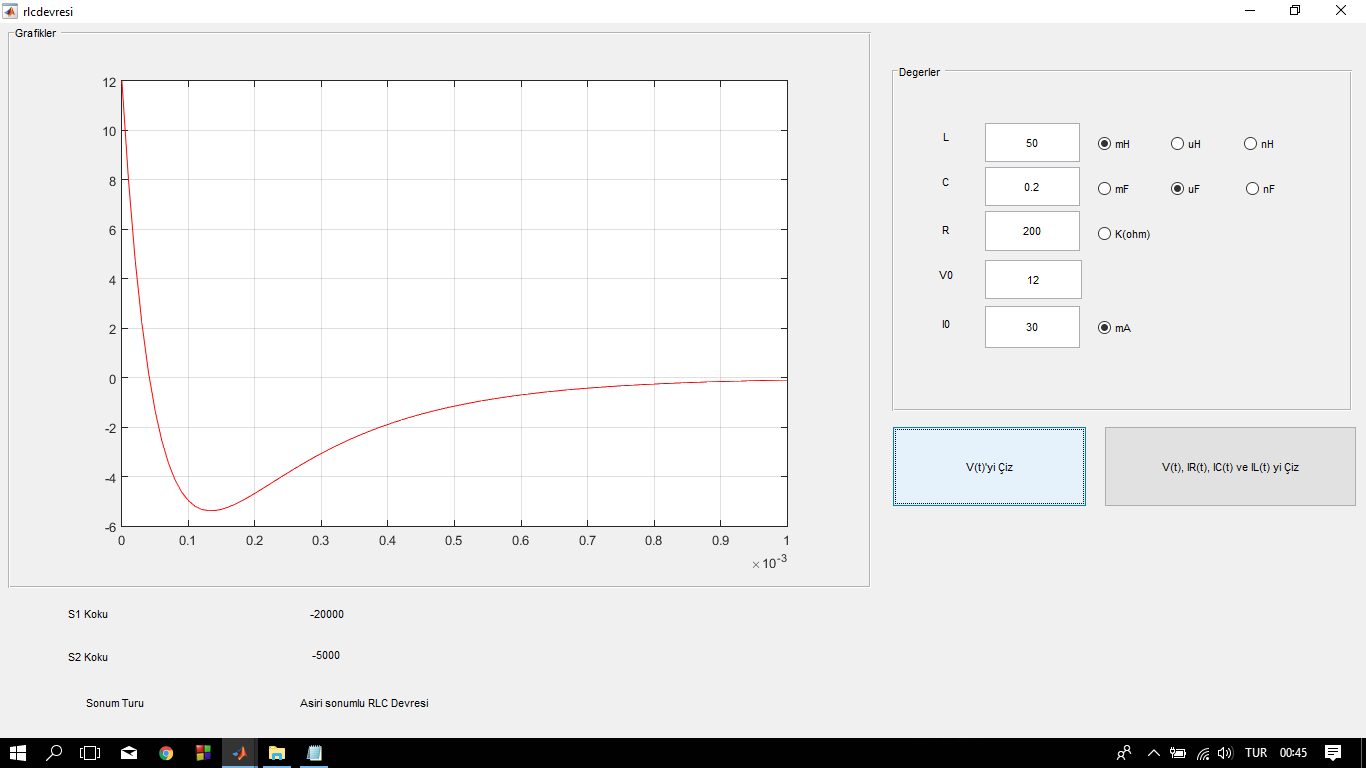 rlcdevresi
Grafikler
12
10
8
6
4
2
0
-2
-4
-6
0 0.1 0.2 0.3 0.4 0.5 0.6 0.7 0.8 0.9 1
×10-3
Degerler
L 50 mH uH nH
C 0.2 mF uF nF
R 200 K(ohm)
V0 12
I0 30 mA
V(t)'yi Çiz
V(t), IR(t), IC(t) ve IL(t) yi Çiz
S1 Koku -20000
S2 Koku -5000
Sonum Turu Asiri sonumlu RLC Devresi
TUR 00:45